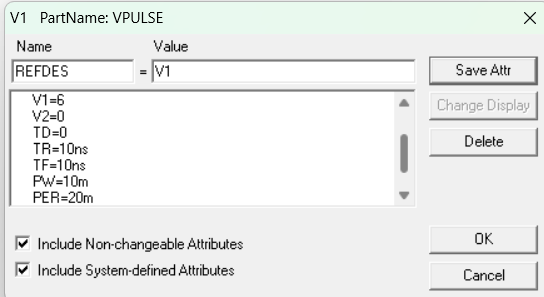 V1 PartName: VPULSE
Name Value
REFDES = V1
Save Attr
V1=6
Change Display
V2=0
TD=0
Delete
TR=10ns
TF=10ns
PW=10m
PER=20m
Include Non-changeable Attributes
OK
Include System-defined Attributes
Cancel